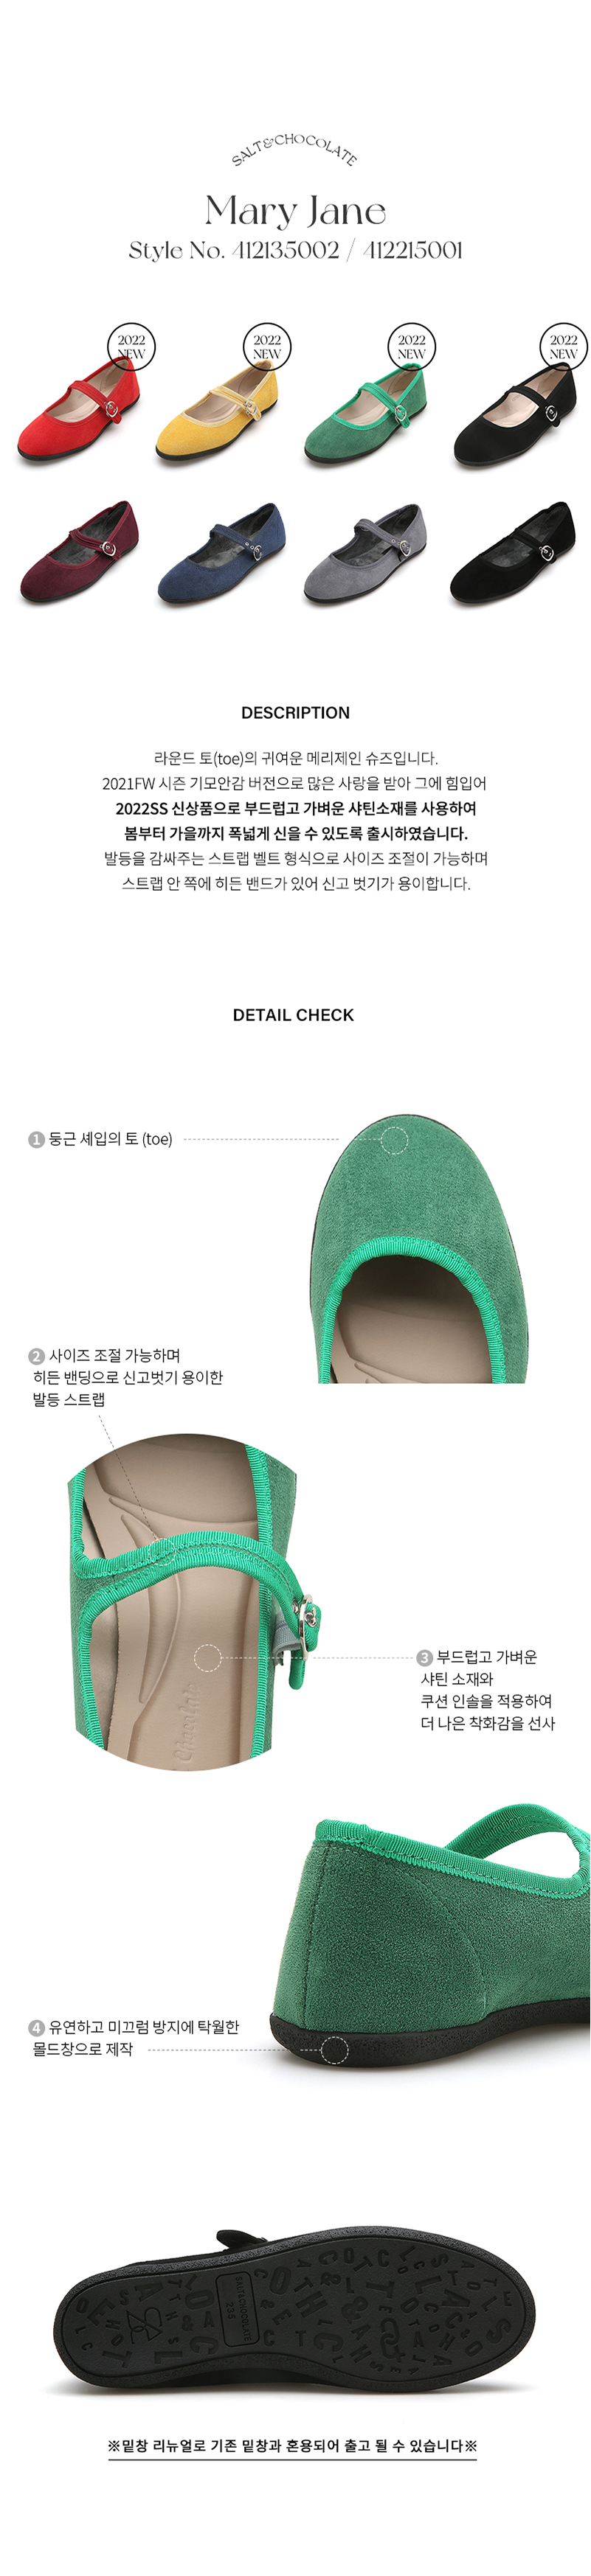 SALT&CHOCOLATE
Mary Jane
Style No. 412135002 / 412215001
2022 NEW
2022 NEW
2022 NEW
2022 NEW
DESCRIPTION
라운드 토(toe)의 귀여운 메리제인 슈즈입니다.
2021FW 시즌 기모안감 버전으로 많은 사랑을 받아 그에 힘입어
2022SS 신상품으로 부드럽고 가벼운 샤틴소재를 사용하여
봄부터 가을까지 폭넓게 신을 수 있도록 출시하였습니다.
발등을 감싸주는 스트랩 벨트 형식으로 사이즈 조절이 가능하며
스트랩 안 쪽에 히든 밴드가 있어 신고 벗기가 용이합니다.
DETAIL CHECK
1 둥근 셰입의 토 (toe)
2 사이즈 조절 가능하며
히든 밴딩으로 신고벗기 용이한
발등 스트랩
Chocolate
3 부드럽고 가벼운
샤틴 소재와
쿠션 인솔을 적용하여
더 나은 착화감을 선사
4 유연하고 미끄럼 방지에 탁월한
몰드창으로 제작
SALT&CHOCOLATE
235
※밑창 리뉴얼로 기존 밑창과 혼용되어 출고 될 수 있습니다※